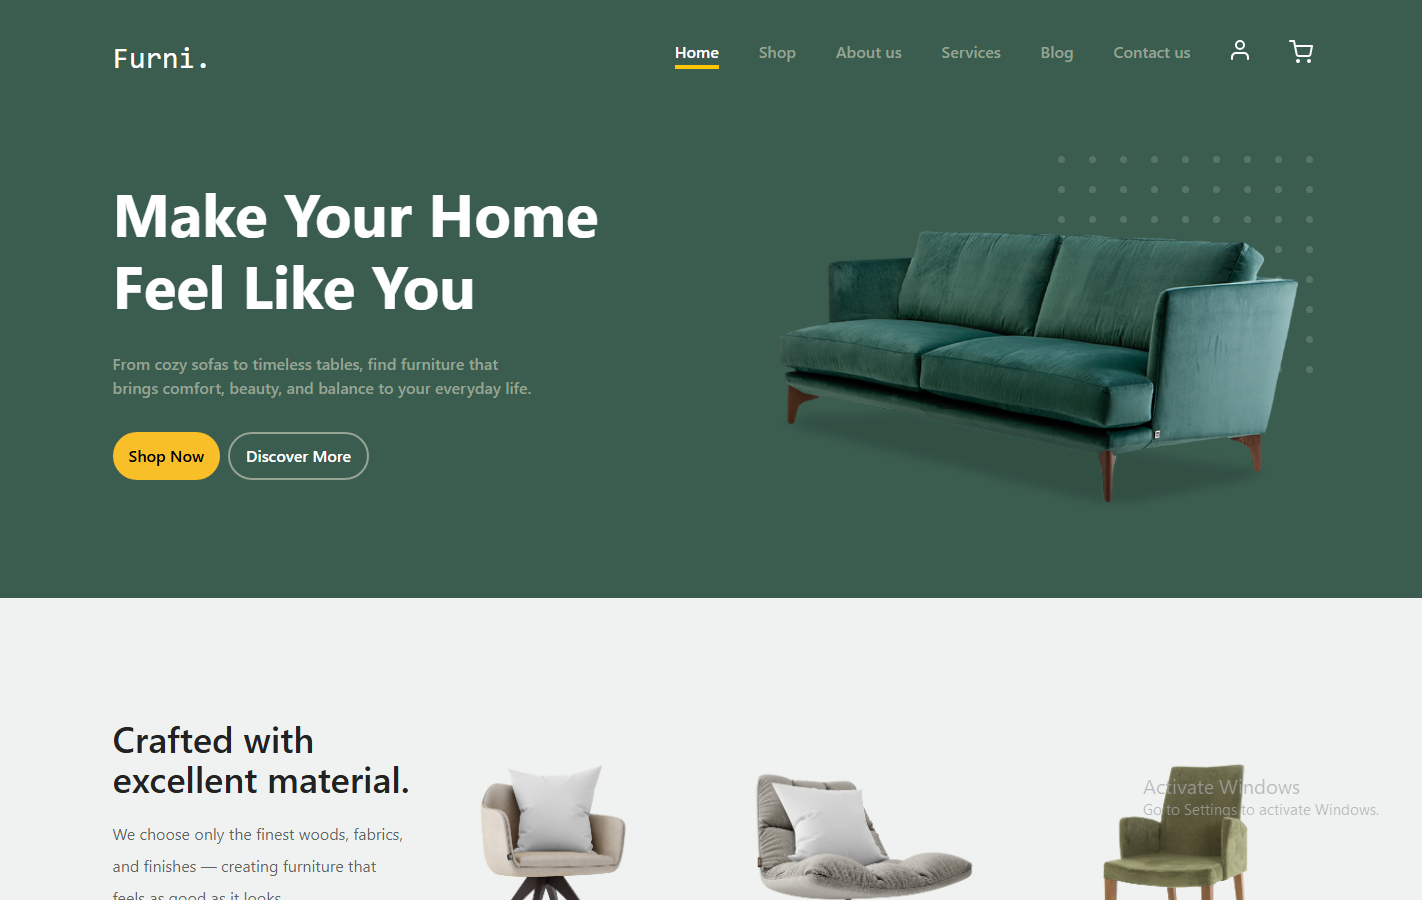 Furni.
Home
Shop
About us
Services
Blog
Contact us
Make Your Home
Feel Like You
From cozy sofas to timeless tables, find furniture that
brings comfort, beauty, and balance to your everyday life.
Shop Now
Discover More
Crafted with
excellent material.
We choose only the finest woods, fabrics,
and finishes — creating furniture that
feels as good as it looks
Activate Windows
Go to Settings to activate Windows.